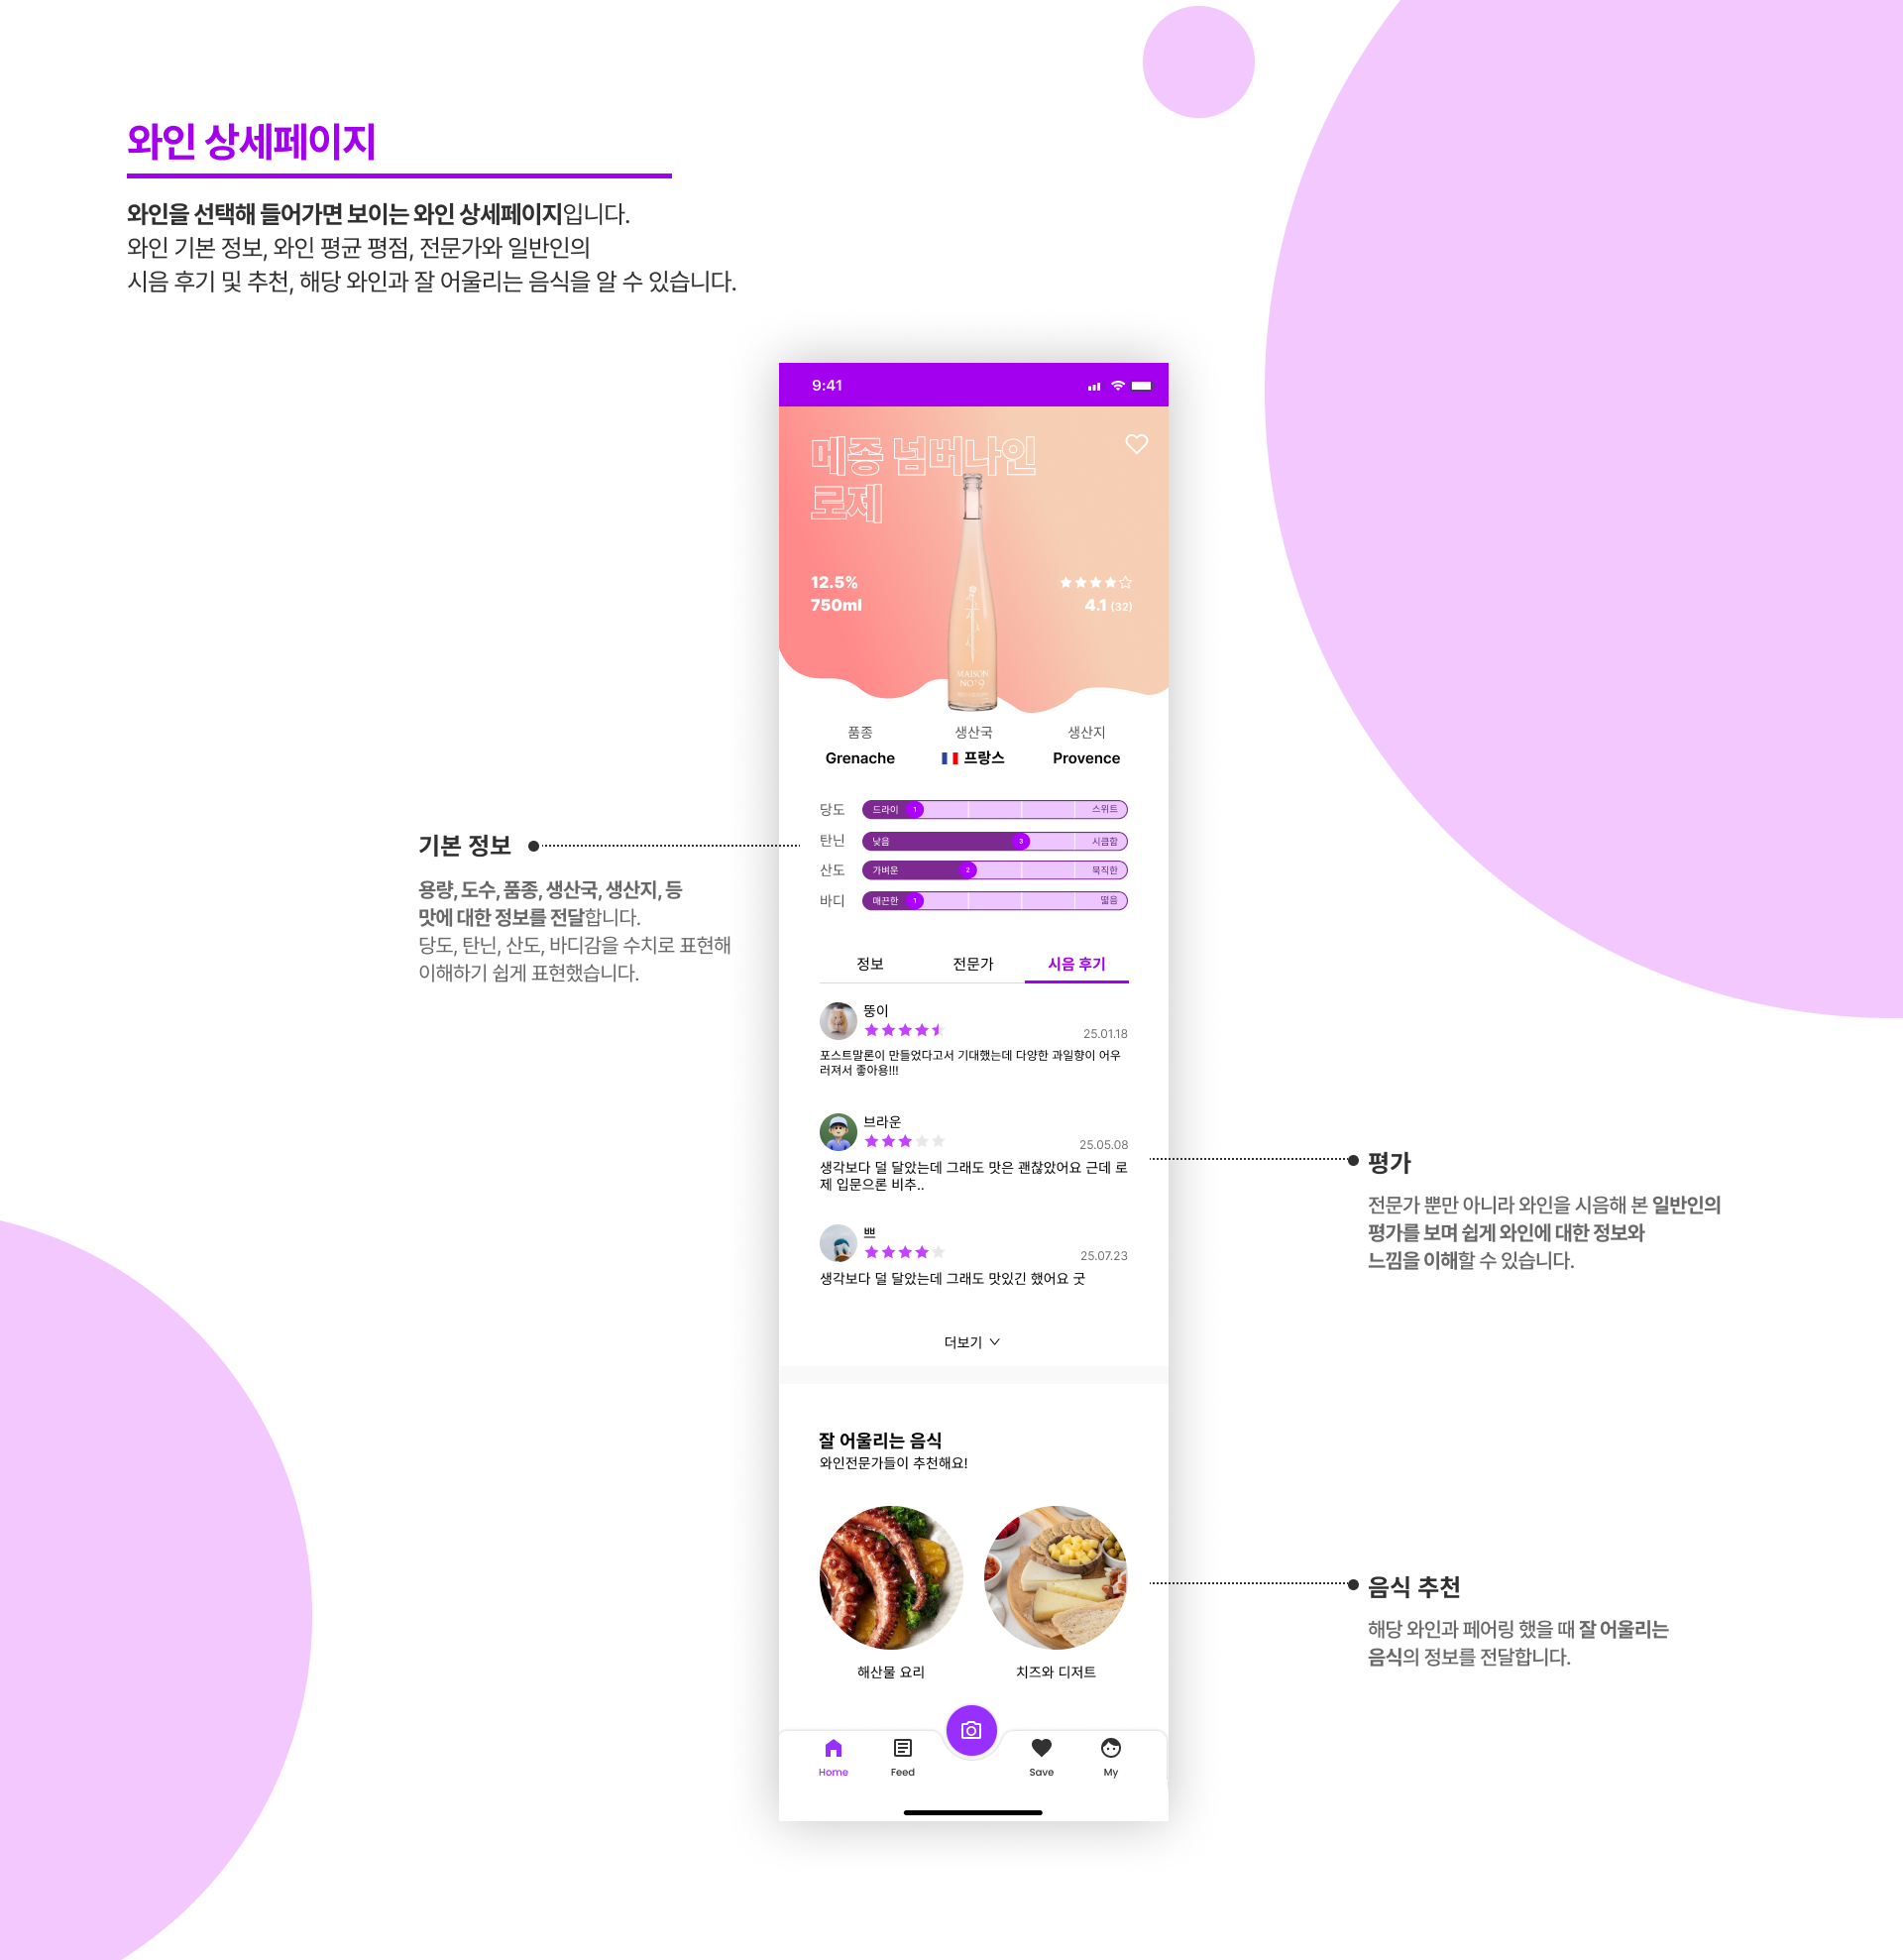 와인 상세페이지
와인을 선택해 들어가면 보이는 와인 상세페이지입니다.
와인 기본 정보, 와인 평균 평점, 전문가와 일반인의
시음 후기 및 추천, 해당 와인과 잘 어울리는 음식을 알 수 있습니다.
9:41
메종 넘버나인
로제
12.5%
750ml
4.1 (32)
MAISON
NO°9
품종
생산국
생산지
Grenache
프랑스
Provence
당도
드라이
1
스위트
탄닌
낮음
3
시큼함
산도
가벼운
2
묵직한
바디
매끈한
1
떫음
기본 정보
용량, 도수, 품종, 생산국, 생산지, 등
맛에 대한 정보를 전달합니다.
당도, 탄닌, 산도, 바디감을 수치로 표현해
이해하기 쉽게 표현했습니다.
정보
전문가
시음 후기
뚱이
25.01.18
포스트말론이 만들었다고서 기대했는데 다양한 과일향이 어우
러져서 좋아용!!!
브라운
25.05.08
생각보다 덜 달았는데 그래도 맛은 괜찮았어요 근데 로
제 입문으론 비추..
쁘
25.07.23
생각보다 덜 달았는데 그래도 맛있긴 했어요 굿
더보기
평가
전문가 뿐만 아니라 와인을 시음해 본 일반인의
평가를 보며 쉽게 와인에 대한 정보와
느낌을 이해할 수 있습니다.
잘 어울리는 음식
와인전문가들이 추천해요!
해산물 요리
치즈와 디저트
음식 추천
해당 와인과 페어링 했을 때 잘 어울리는
음식의 정보를 전달합니다.
Home
Feed
Save
My